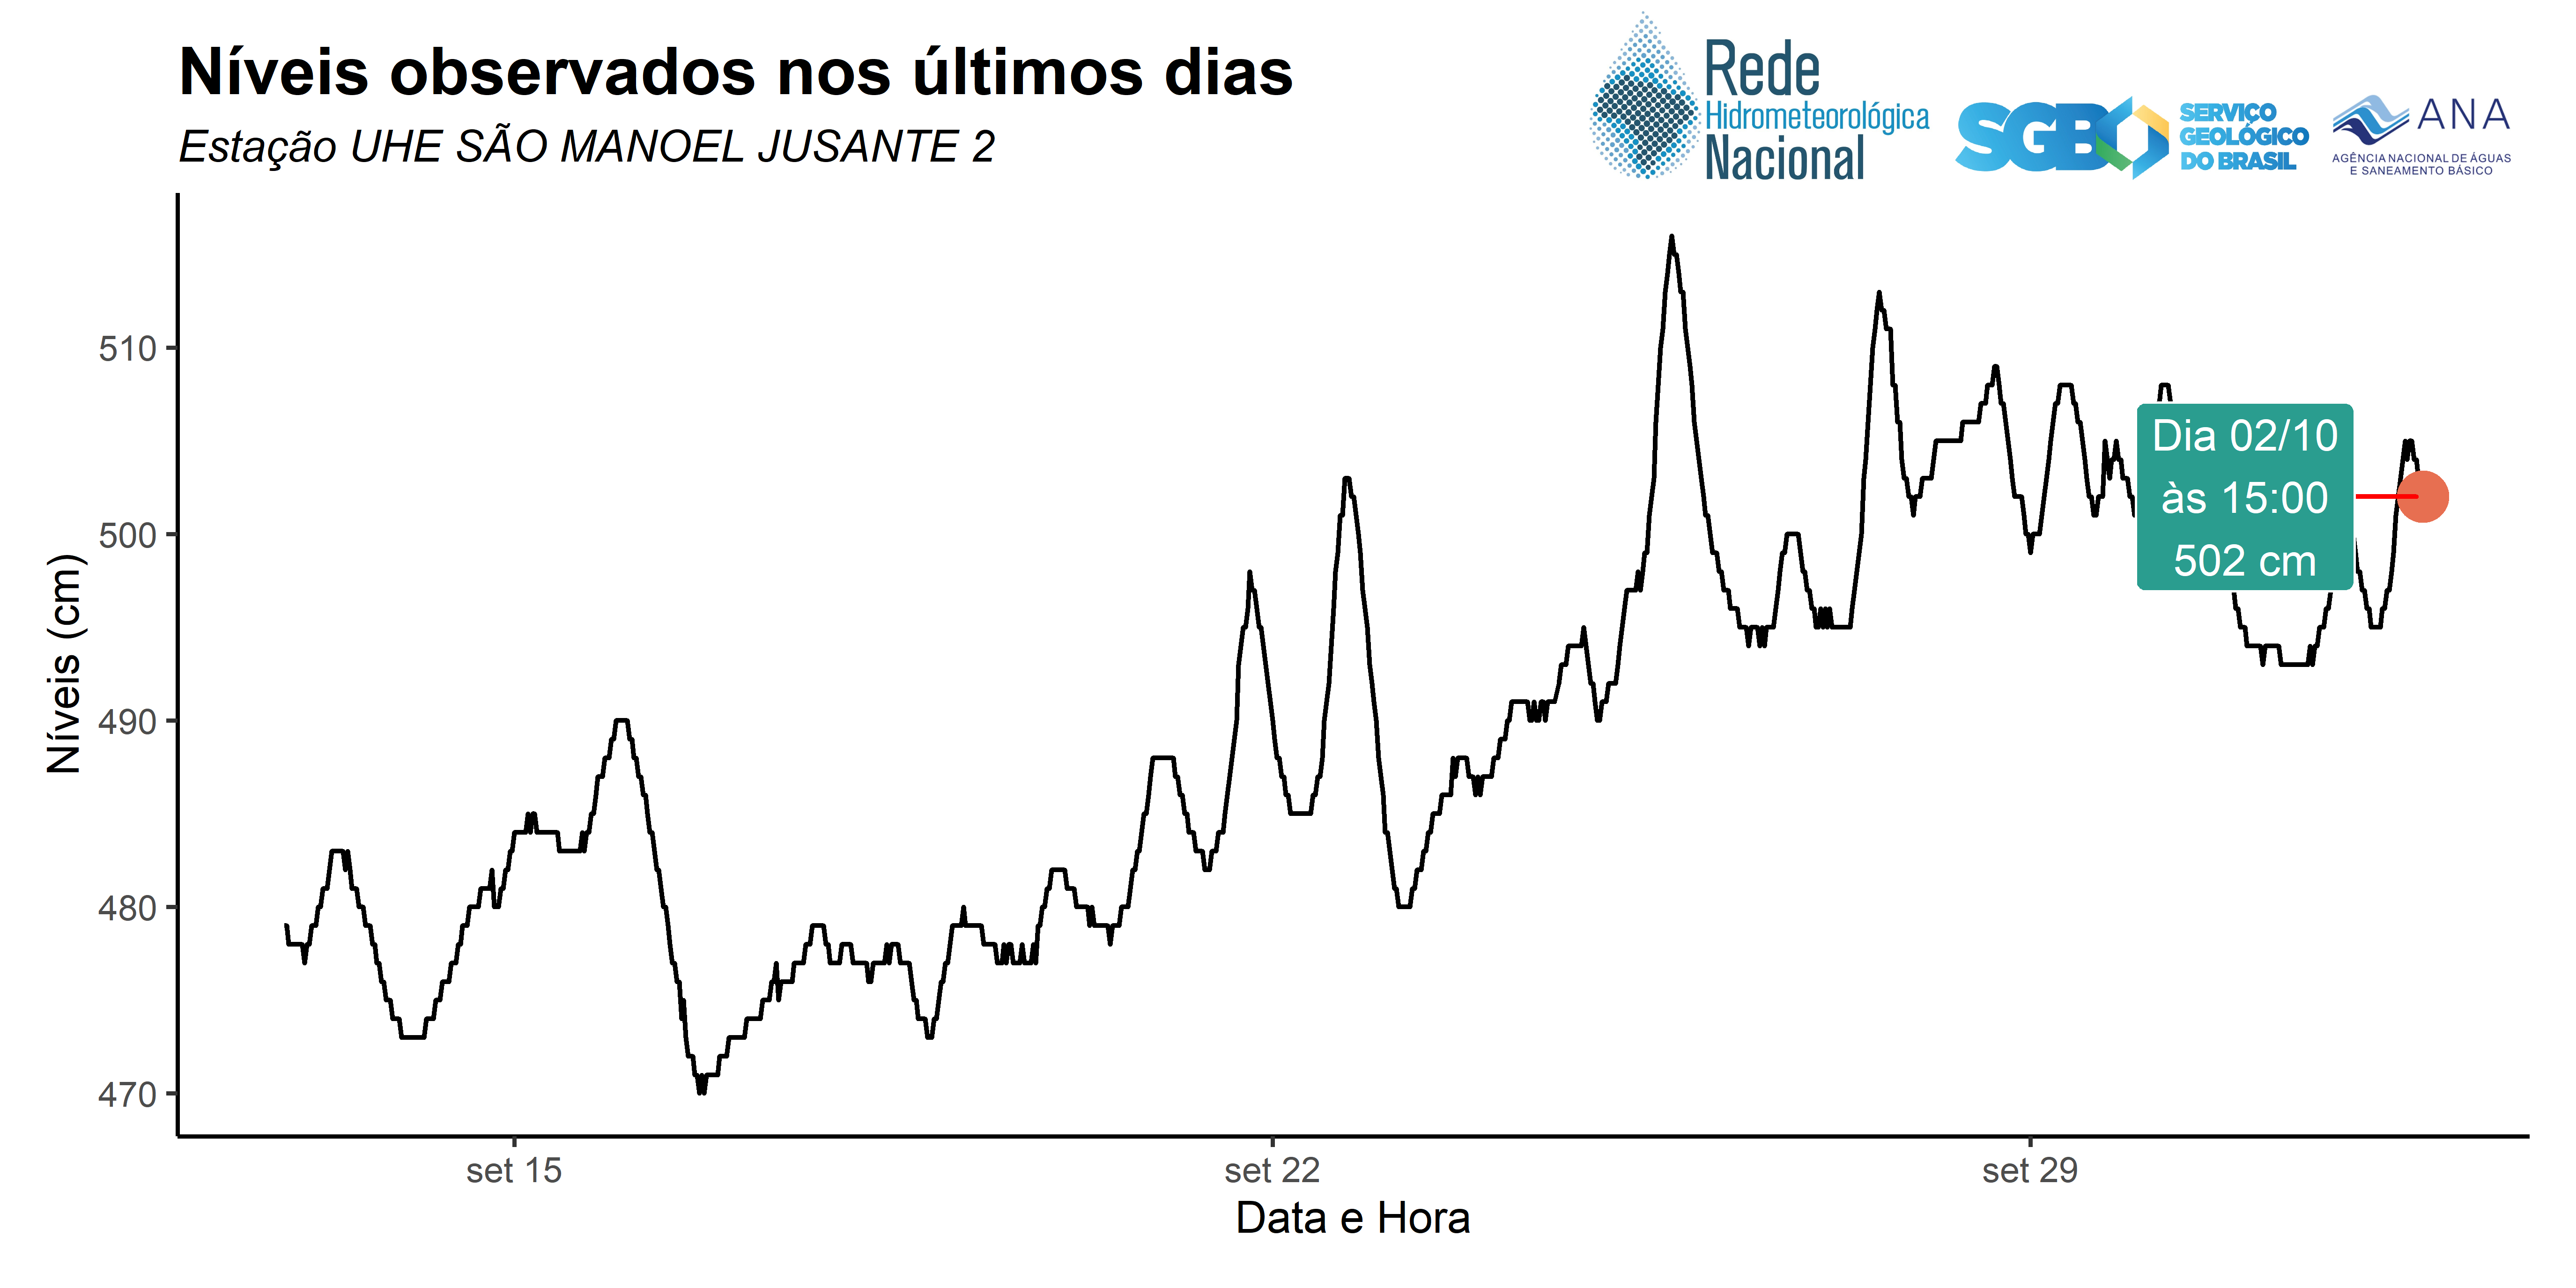 Níveis observados nos últimos dias
Estação UHE SÃO MANOEL JUSANTE 2
Rede
Hidrometeorológica
Nacional
SGB
SERVIÇO
GEOLÓGICO
DO BRASIL
ANA
AGÊNCIA NACIONAL DE ÁGUAS
E SANEAMENTO BÁSICO
Níveis (cm)
510
500
490
480
470
Dia 02/10
às 15:00
502 cm
set 15
set 22
set 29
Data e Hora